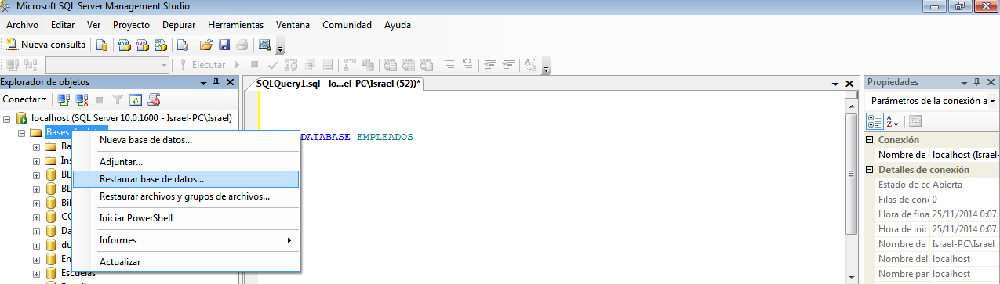 Microsoft SQL Server Management Studio
Archivo Editar Ver Proyecto Depurar Herramientas Ventana Comunidad Ayuda
Nueva consulta
Ejecutar
Explorador de objetos
Conectar
localhost (SQL Server 10.0.1600 - Israel-PC\Israel)
Bases
Ba
Ins
BD
BD
Bib
CO
Da
du
Em
Escuelas
Nueva base de datos...
Adjuntar...
Restaurar base de datos...
Restaurar archivos y grupos de archivos...
Iniciar PowerShell
Informes
Actualizar
SQLQuery1.sql - lo...el-PC\Israel (52))*
DATABASE EMPLEADOS
Propiedades
Parámetros de la conexión a
Conexión
Nombre de localhost (Israel-
Detalles de conexión
Estado de co Abierta
Filas de con 0
Hora de fina 25/11/2014 0:07:
Hora de inic 25/11/2014 0:07:
Nombre de Israel-PC\Israel
Nombre del localhost
Nombre par localhost